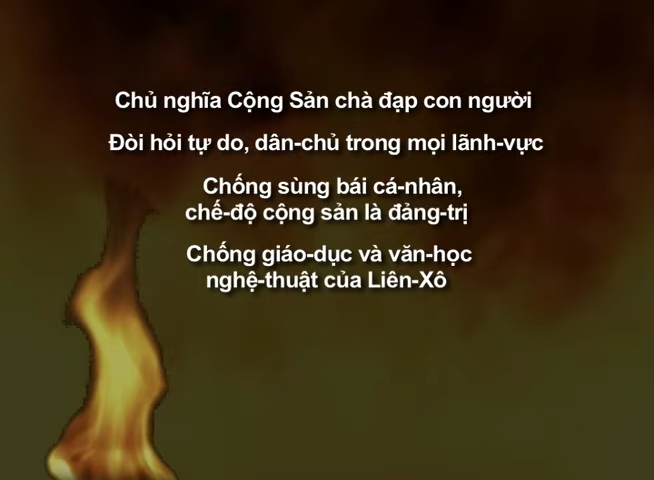 Chủ nghĩa Cộng Sản chà đạp con người
Đòi hỏi tự do, dân-chủ trong mọi lãnh-vực
Chống sùng bái cá-nhân,
chế-độ cộng sản là đảng-trị
Chống giáo-dục và văn-học
nghệ-thuật của Liên-Xô